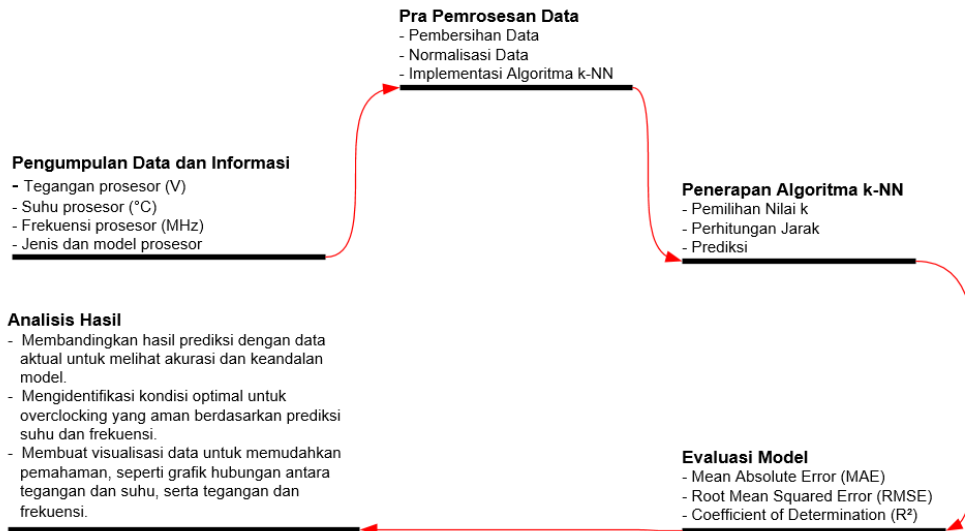 Pra Pemrosesan Data
- Pembersihan Data
- Normalisasi Data
- Implementasi Algoritma k-NN
Pengumpulan Data dan Informasi
- Tegangan prosesor (V)
- Suhu prosesor (°C)
- Frekuensi prosesor (MHz)
- Jenis dan model prosesor
Penerapan Algoritma k-NN
- Pemilihan Nilai k
- Perhitungan Jarak
- Prediksi
Analisis Hasil
- Membandingkan hasil prediksi dengan data
aktual untuk melihat akurasi dan keandalan
model.
- Mengidentifikasi kondisi optimal untuk
overclocking yang aman berdasarkan prediksi
suhu dan frekuensi.
- Membuat visualisasi data untuk memudahkan
pemahaman, seperti grafik hubungan antara
tegangan dan suhu, serta tegangan dan
frekuensi.
Evaluasi Model
- Mean Absolute Error (MAE)
- Root Mean Squared Error (RMSE)
- Coefficient of Determination (R²)